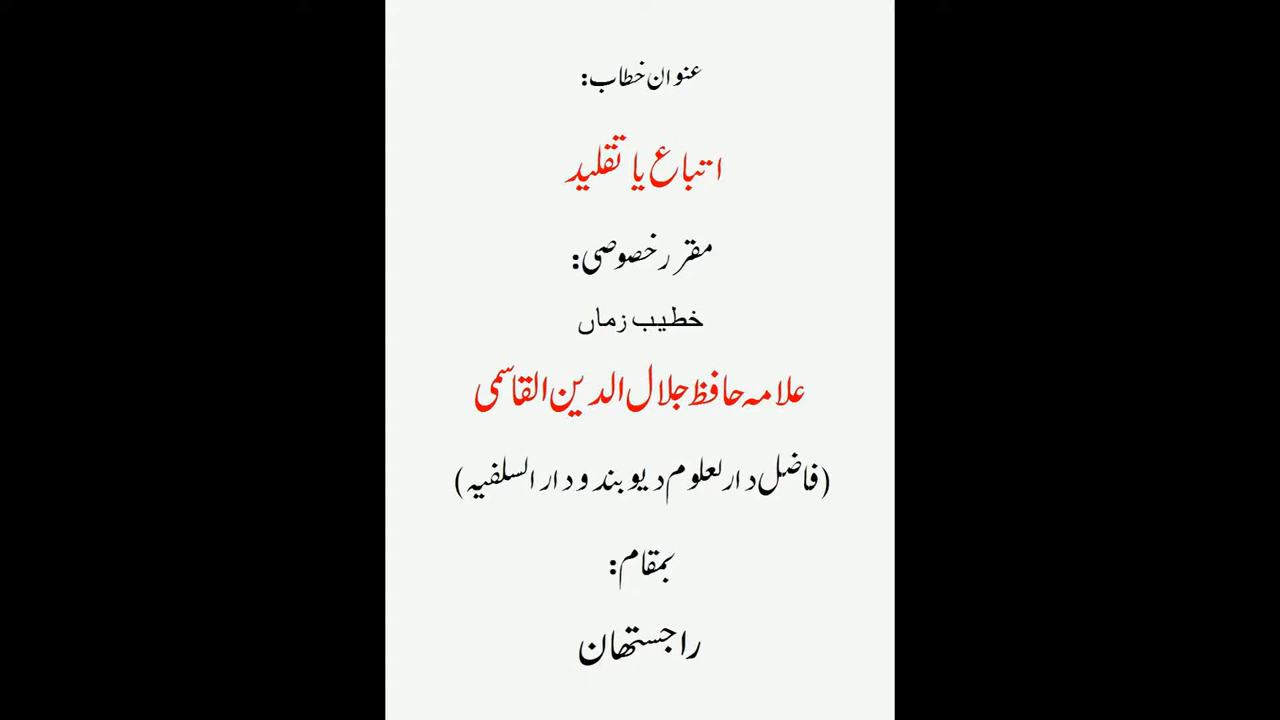 عنوان خطاب:
اتباع یا تقلید
مقرر خصوصی:
خطیب زماں
علامہ حافظ جلال الدین القاسمی
(فاضل دارلعلوم دیوبند و دار السلفیہ)
بمقام:
راجستھان